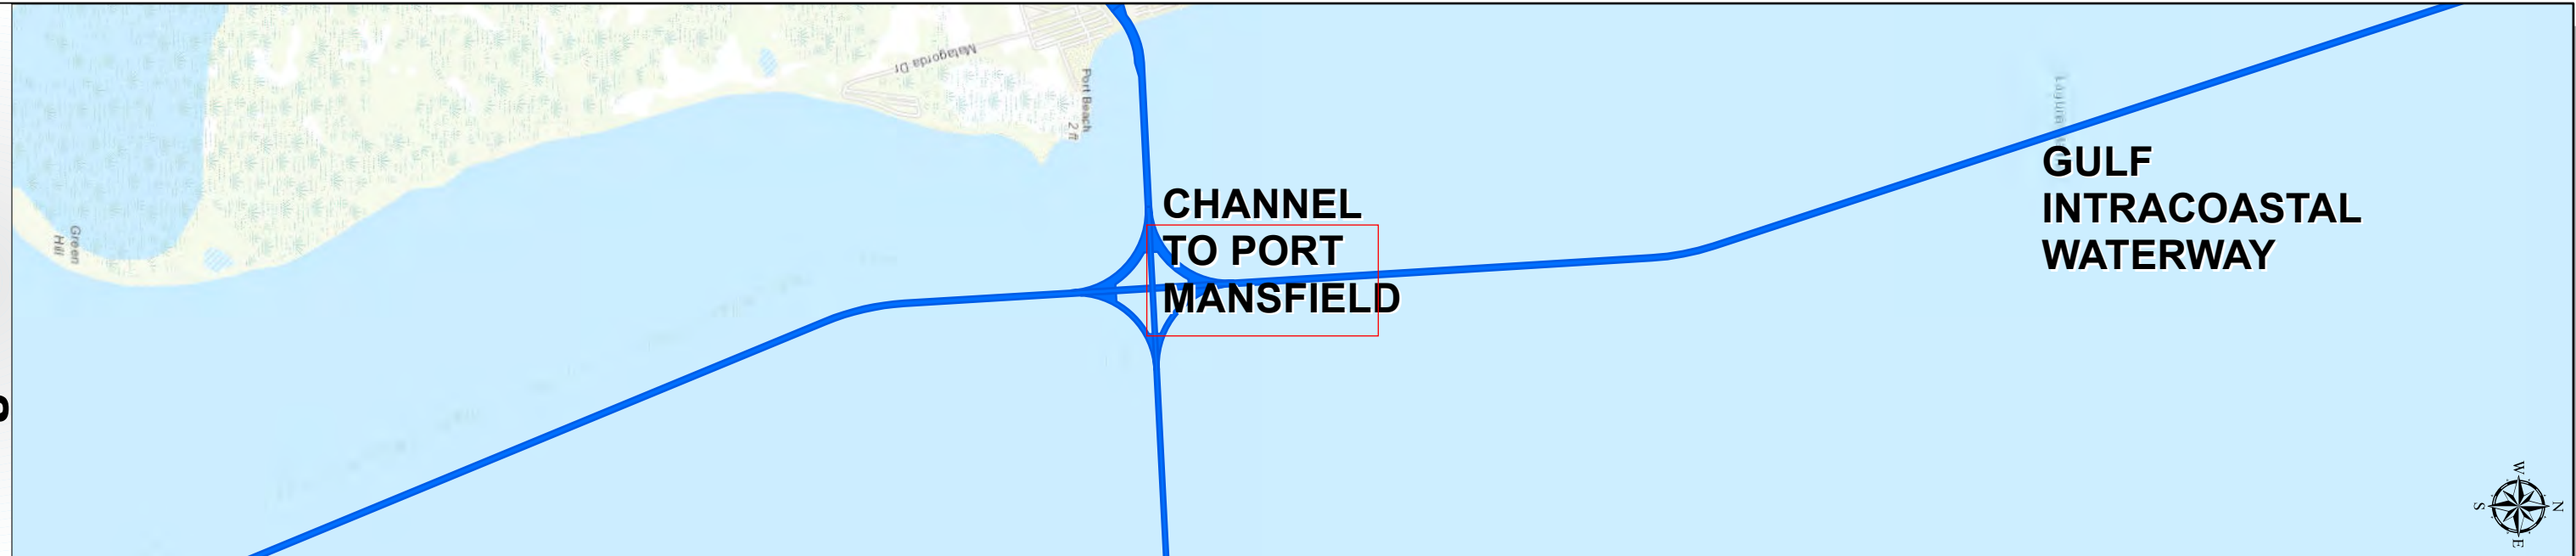 Matagorda Dr
Port Beach
2 ft
CHANNEL
TO PORT
MANSFIELD
GULF
INTRACOASTAL
WATERWAY
Green
Hill
W
N
S
E